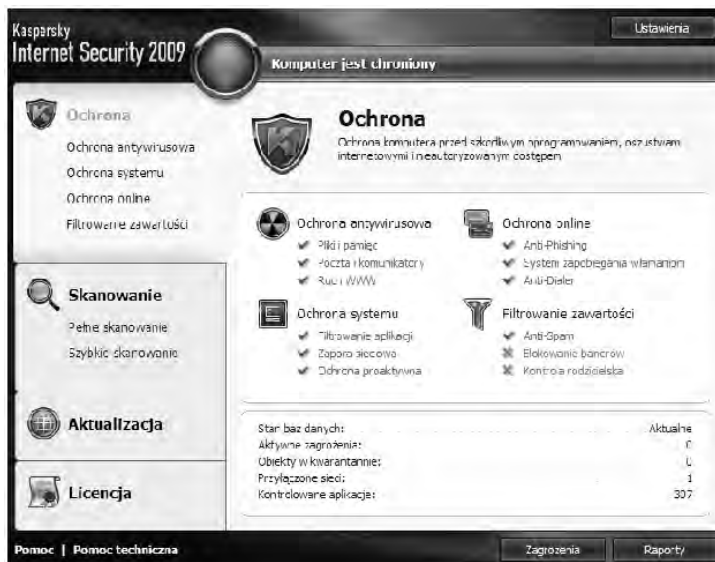 Kaspersky
Internet Security 2009
Ustawienia
Komputer jest chroniony
Ochrona
Ochrona antywirusowa
Ochrona systemu
Ochrona online
Filtrowanie zawartości
Skanowanie
Pełne skanowanie
Szybkie skanowanie
Aktualizacja
Licencja
Ochrona
Ochrona komputera przed szkodliwym oprogramowaniem, oszustwami
internetowymi i nieautoryzowanym dostępem
Ochrona antywirusowa
Pliki i pamięć
Poczta i komunikatory
Ruch WWW
Ochrona online
Anti-Phishing
System zapobiegania włamaniom
Anti-Dialer
Ochrona systemu
Filtrowanie aplikacji
Zapora sieciowa
Ochrona proaktywna
Filtrowanie zawartości
Anti-Spam
Blokowanie banerów
Kontrola rodzicielska
Stan baz danych: Aktualne
Aktywne zagrożenia: 0
Obiekty w kwarantannie: 0
Przyłączone sieci: 1
Kontrolowane aplikacje: 307
Pomoc | Pomoc techniczna
Zagrożenia
Raporty